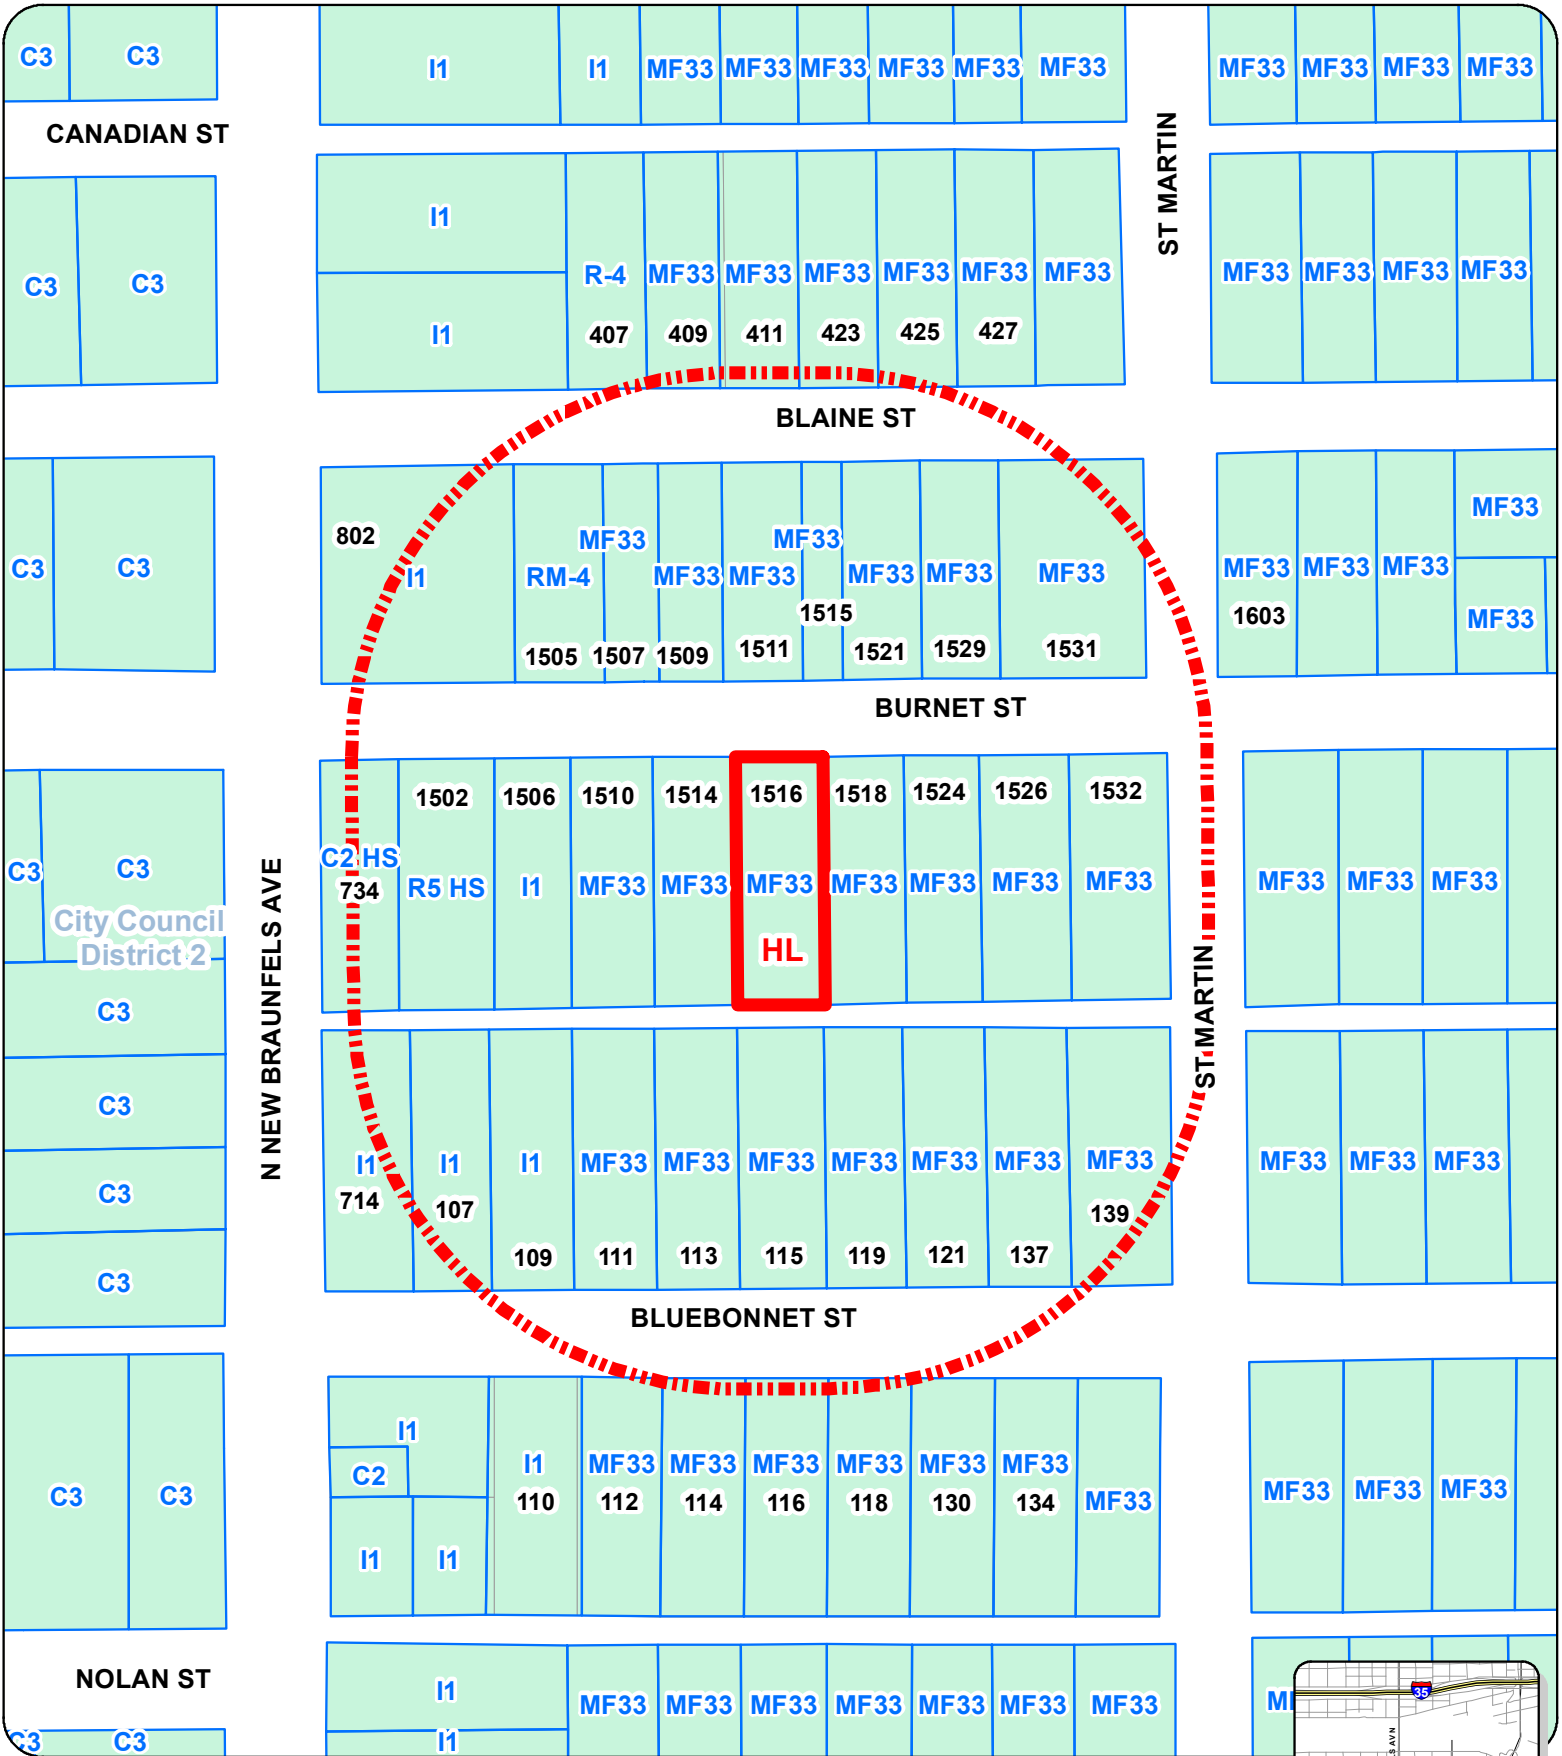 C3 C3 I1 I1 MF33 MF33 MF33 MF33 MF33 MF33 MF33 MF33 MF33 MF33
CANADIAN ST
ST MARTIN
I1
C3 C3 R-4 MF33 MF33 MF33 MF33 MF33 MF33 MF33 MF33 MF33 MF33
I1 407 409 411 423 425 427
BLAINE ST
802 MF33 MF33 MF33
C3 C3 I1 RM-4 MF33 MF33 MF33 MF33 MF33 MF33 MF33 MF33
1515 1603 MF33
1505 1507 1509 1511 1521 1529 1531
BURNET ST
1502 1506 1510 1514 1516 1518 1524 1526 1532
C2 HS
C3 C3 734 R5 HS I1 MF33 MF33 MF33 MF33 MF33 MF33 MF33 MF33 MF33 MF33
City Council
District 2
HL
N NEW BRAUNFELS AVE
ST MARTIN
C3
C3
I1 I1 I1 MF33 MF33 MF33 MF33 MF33 MF33 MF33 MF33 MF33 MF33
C3 714 107 139
109 111 113 115 119 121 137
C3
BLUEBONNET ST
I1
C2 I1 MF33 MF33 MF33 MF33 MF33 MF33
C3 C3 110 112 114 116 118 130 134 MF33 MF33 MF33 MF33
I1 I1
NOLAN ST
I1 MF33 MF33 MF33 MF33 MF33 MF33 MF33
35
C3 C3 I1